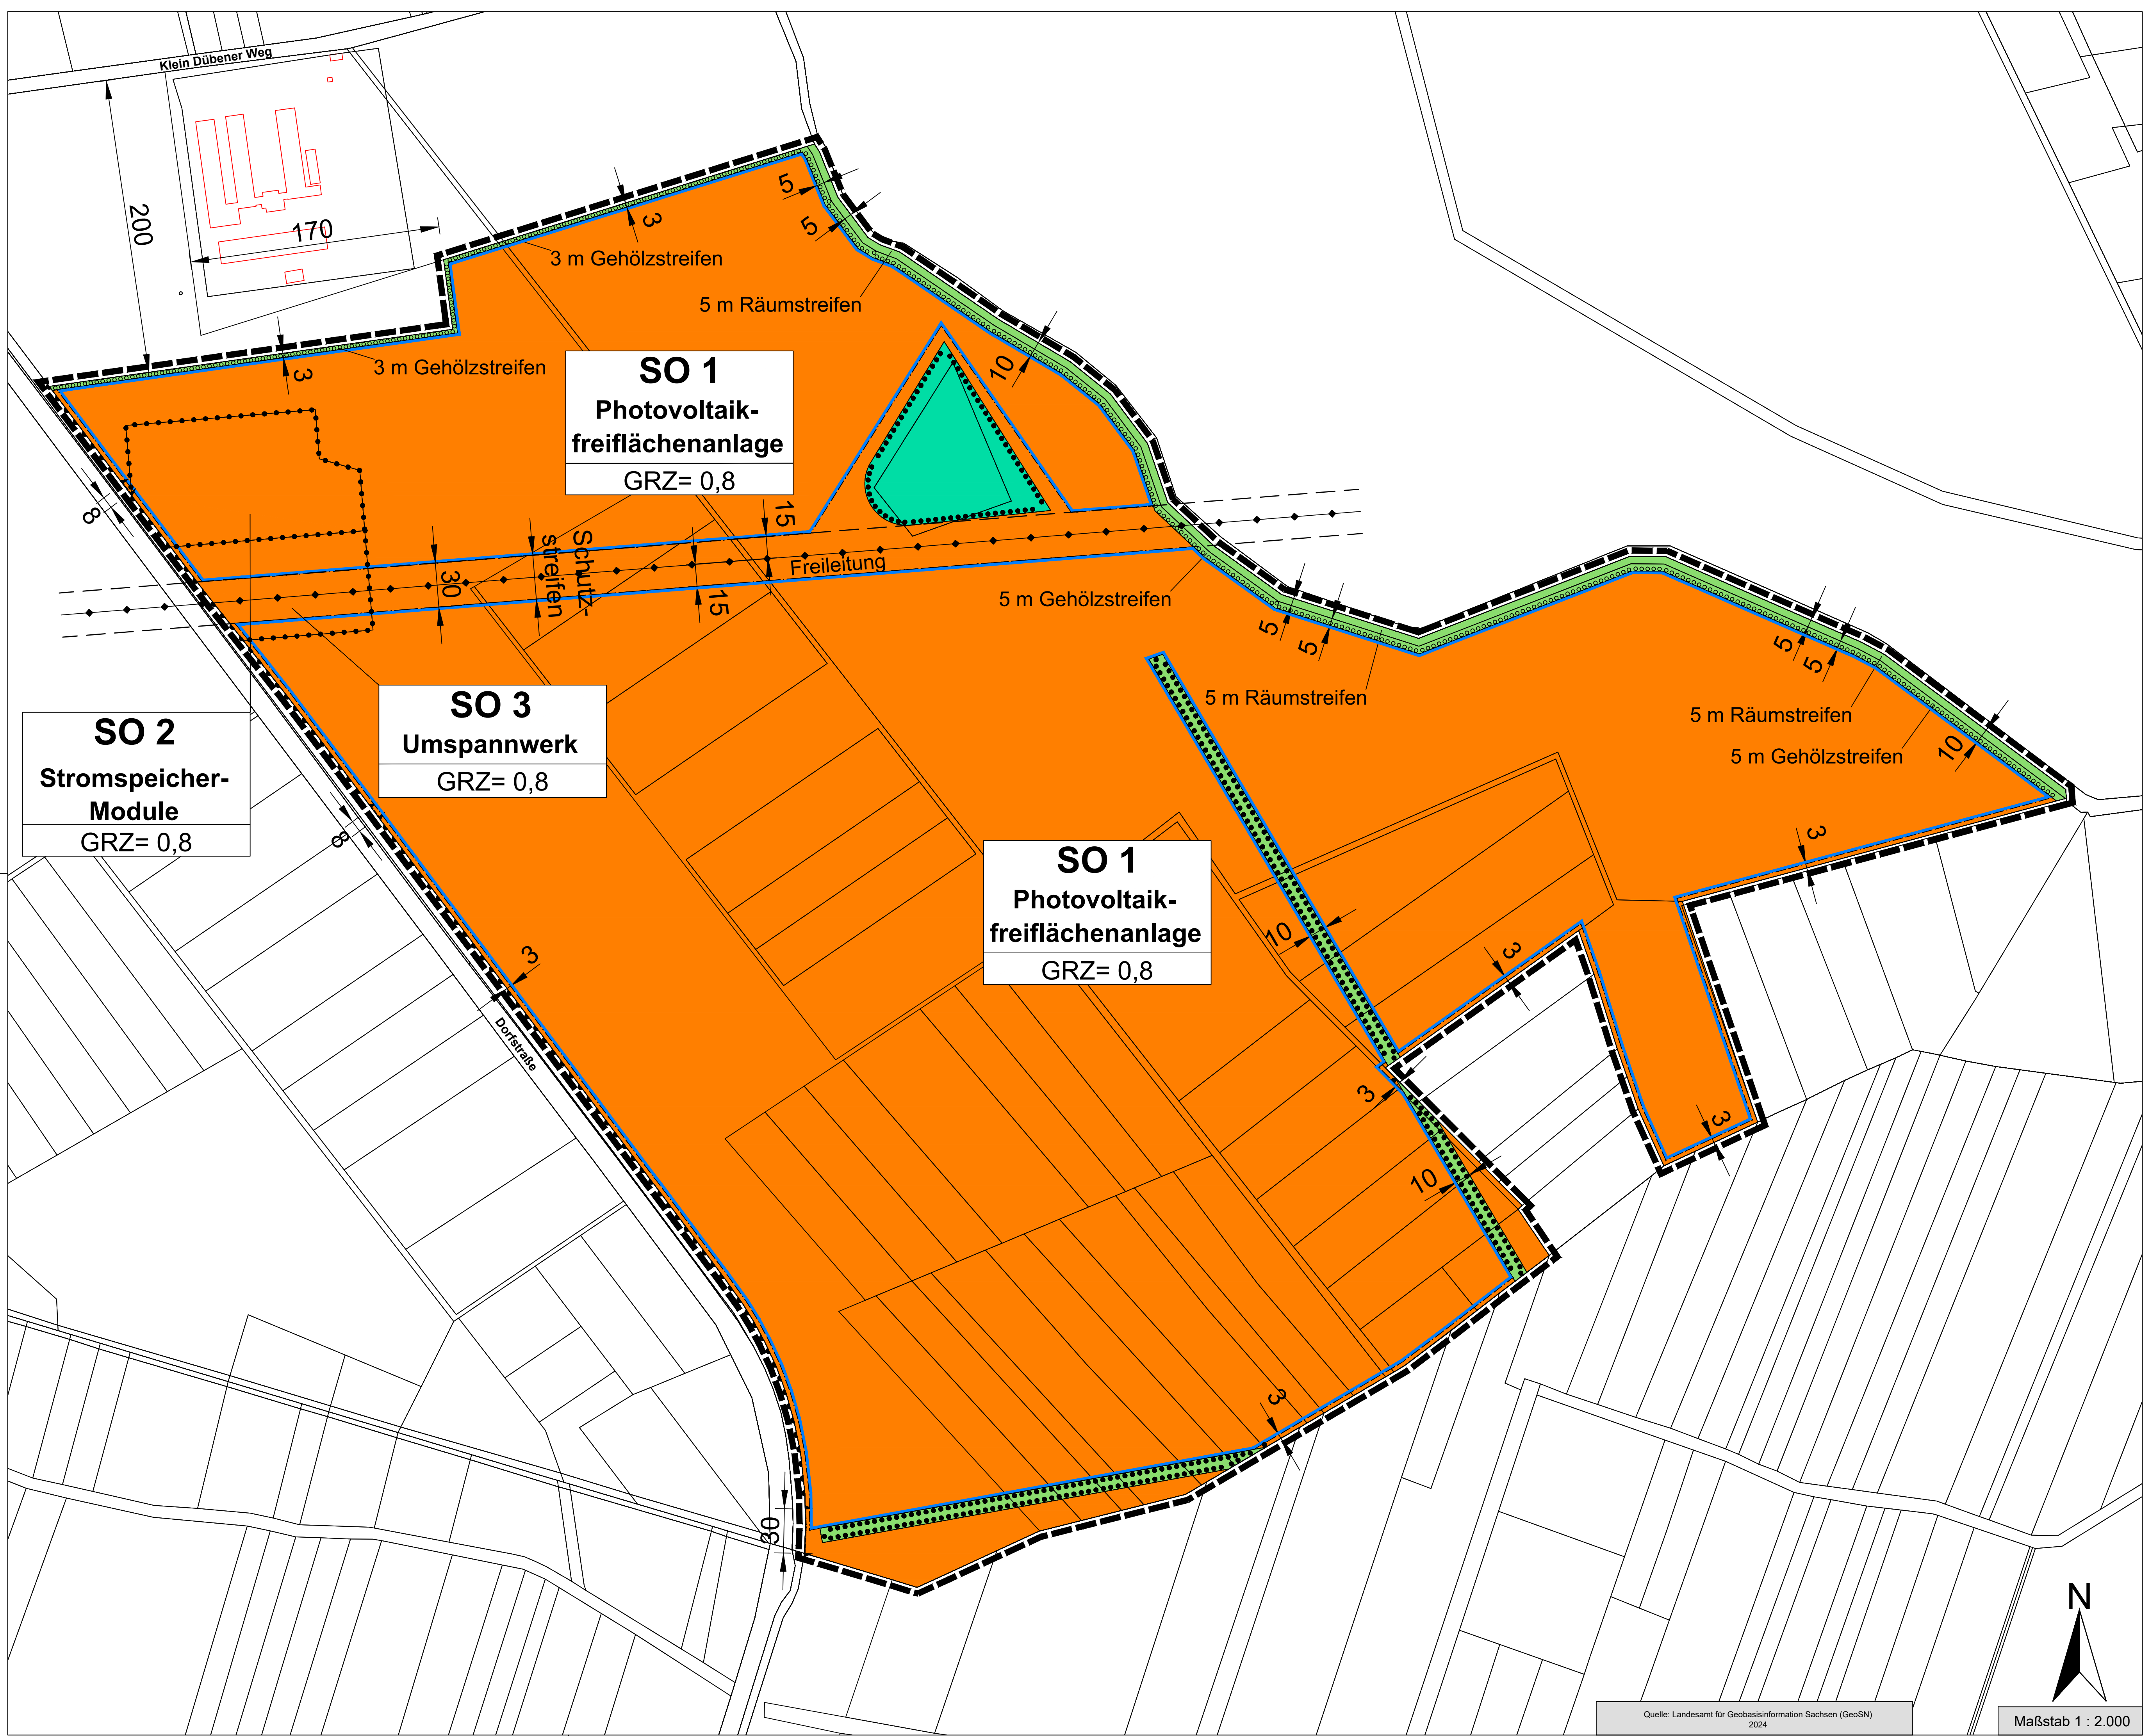 Klein Dübener Weg
200
170
3
3 m Gehölzstreifen
5
5
5 m Räumstreifen
3
3 m Gehölzstreifen
10
SO 1
Photovoltaik-
freiflächenanlage
GRZ= 0,8
8
15
Schutz-
streifen
30
15
Freileitung
5 m Gehölzstreifen
5
5
5 m Räumstreifen
5
5
5 m Räumstreifen
5 m Gehölzstreifen
10
SO 2
Stromspeicher-
Module
GRZ= 0,8
SO 3
Umspannwerk
GRZ= 0,8
8
3
SO 1
Photovoltaik-
freiflächenanlage
GRZ= 0,8
10
3
3
Dorfstraße
3
3
10
3
30
N
Quelle: Landesamt für Geobasisinformation Sachsen (GeoSN)
2024
Maßstab 1 : 2.000